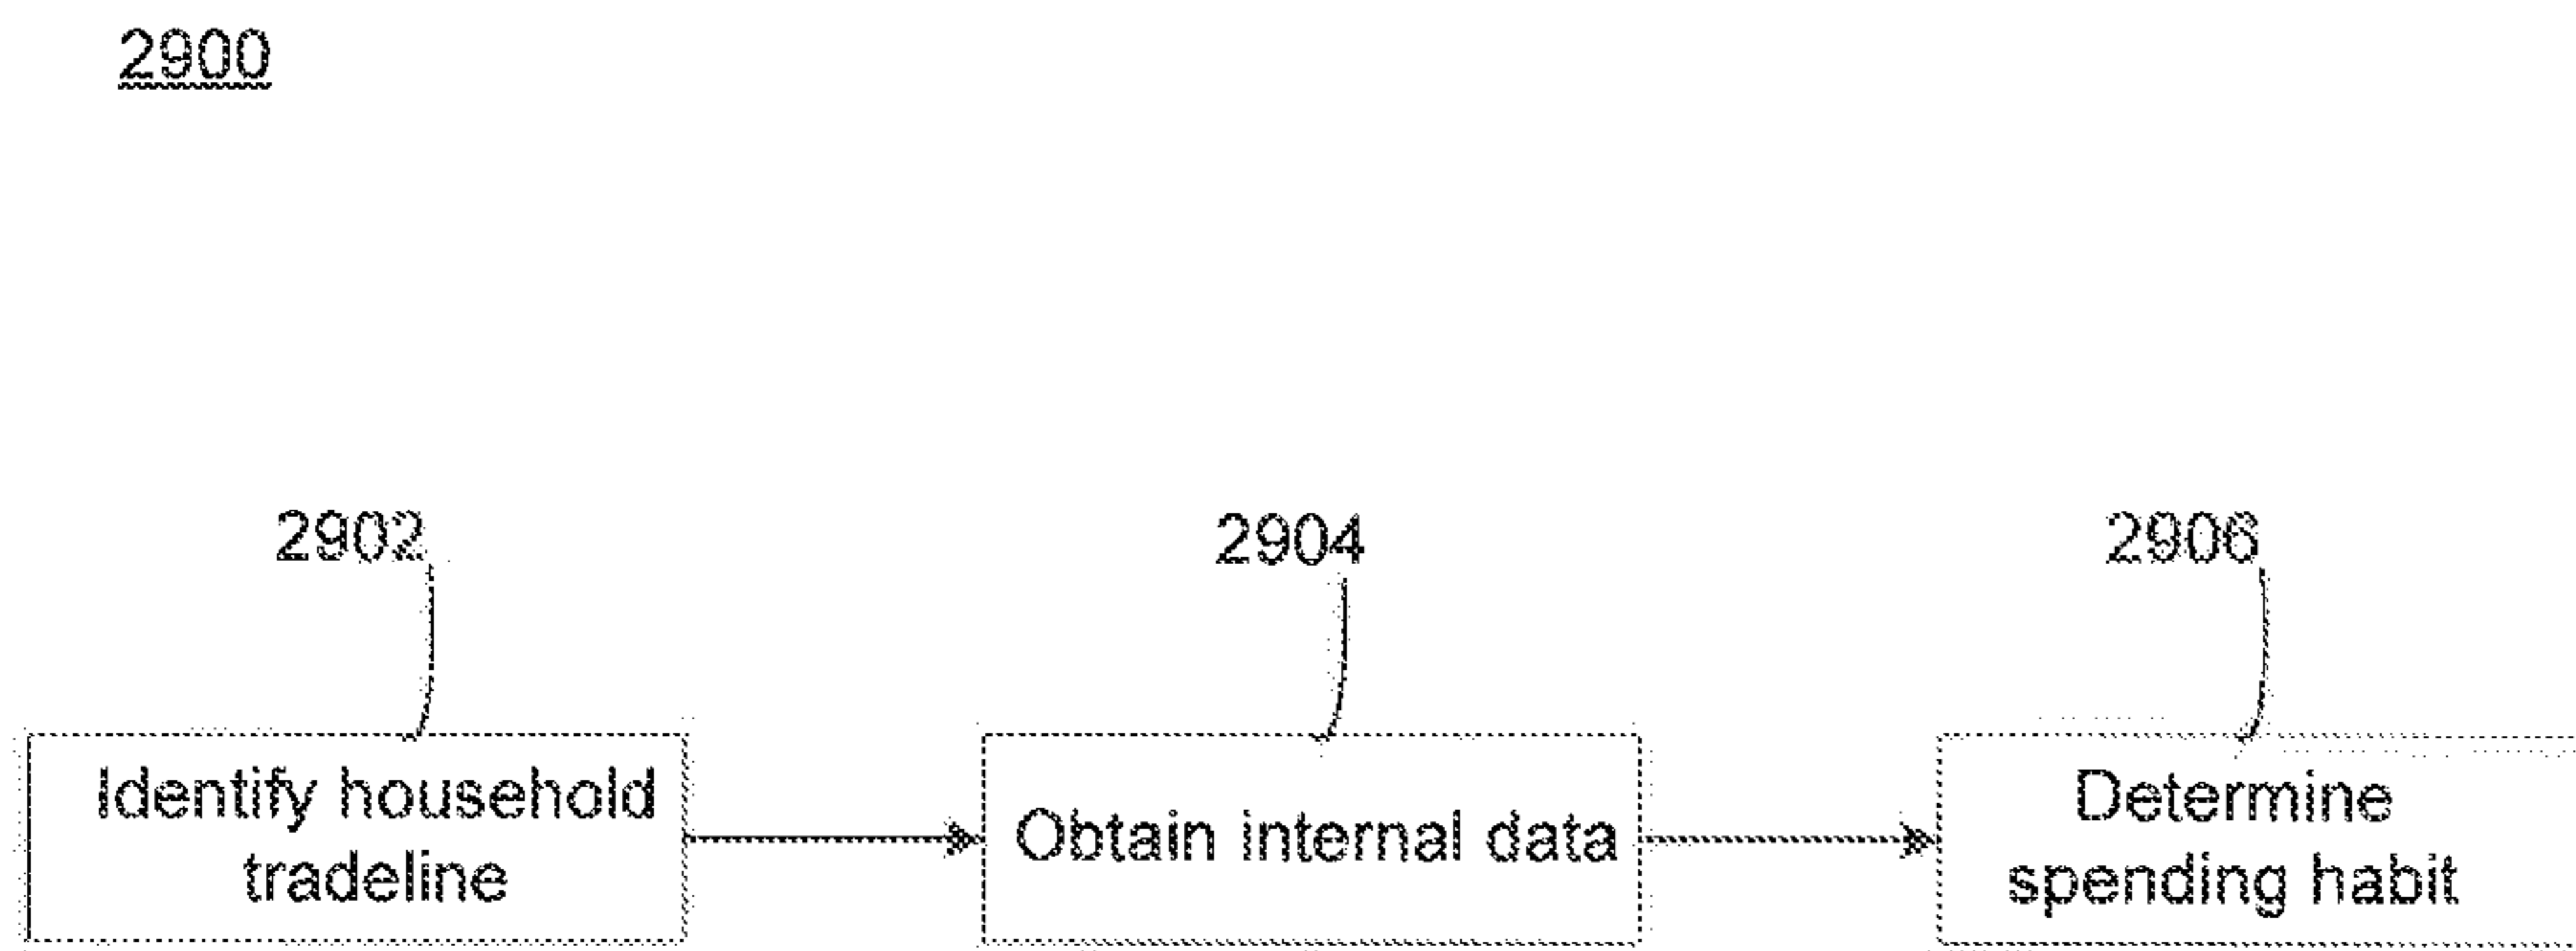 2900
2902
2904
2906
Identify household
tradeline
Obtain internal data
Determine
spending habit